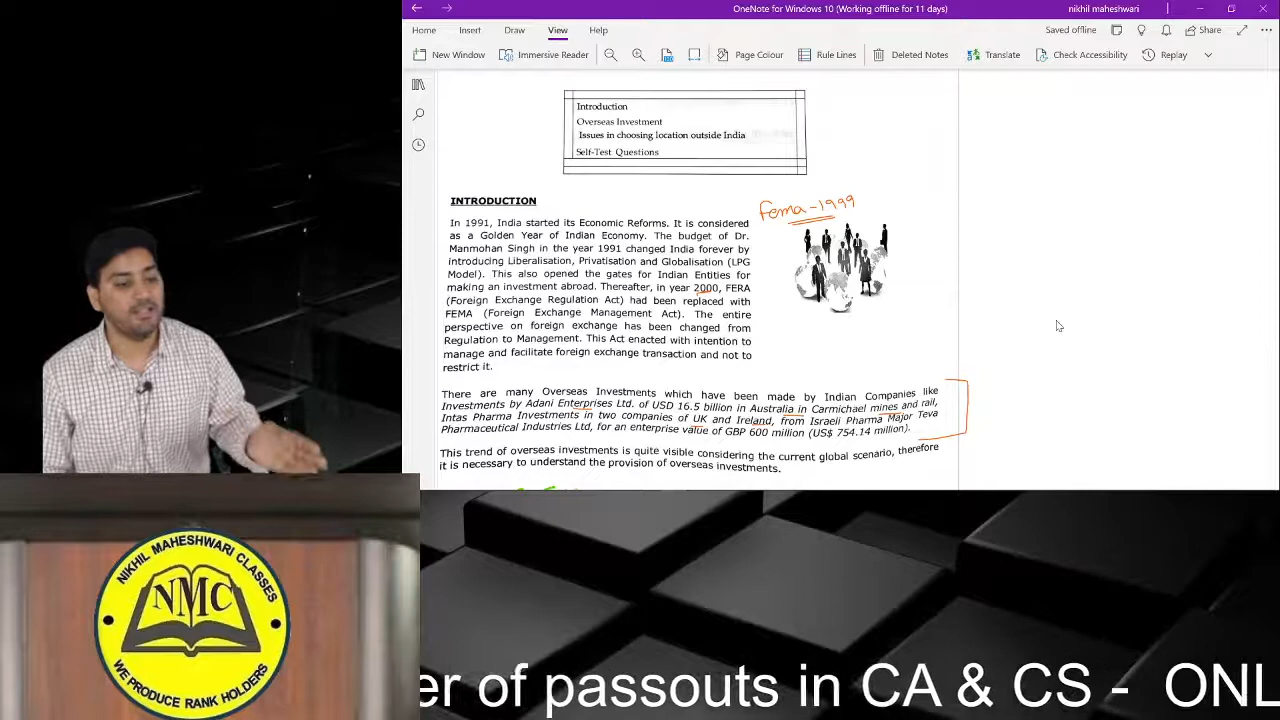 OneNote for Windows 10 (Working offline for 11 days)
nikhil maheshwari
Home Insert Draw View Help
Saved offline
Share
New Window
Immersive Reader
Page Colour
Rule Lines
Deleted Notes
Translate
Check Accessibility
Replay
Introduction
Overseas Investment
Issues in choosing location outside India
Self-Test Questions
INTRODUCTION
Fema-1999
In 1991, India started its Economic Reforms. It is considered
as a Golden Year of Indian Economy. The budget of Dr.
Manmohan Singh in the year 1991 changed India forever by
introducing Liberalisation, Privatisation and Globalisation (LPG
Model). This also opened the gates for Indian Entities for
making an investment abroad. Thereafter, in year 2000, FERA
(Foreign Exchange Regulation Act) had been replaced with
FEMA (Foreign Exchange Management Act). The entire
perspective on foreign exchange has been changed from
Regulation to Management. This Act enacted with intention to
manage and facilitate foreign exchange transaction and not to
restrict it.
There are many Overseas Investments which have been made by Indian Companies like
Investments by Adani Enterprises Ltd. of USD 16.5 billion in Australia in Carmichael mines and rail,
Intas Pharma Investments in two companies of UK and Ireland, from Israeli Pharma Major Teva
Pharmaceutical Industries Ltd, for an enterprise value of GBP 600 million (US$ 754.14 million).
This trend of overseas investments is quite visible considering the current global scenario, therefore
it is necessary to understand the provision of overseas investments.
NIKHIL MAHESHWARI CLASSES
NMC
WE PRODUCE RANK HOLDERS
er of passouts in CA & CS - ONL